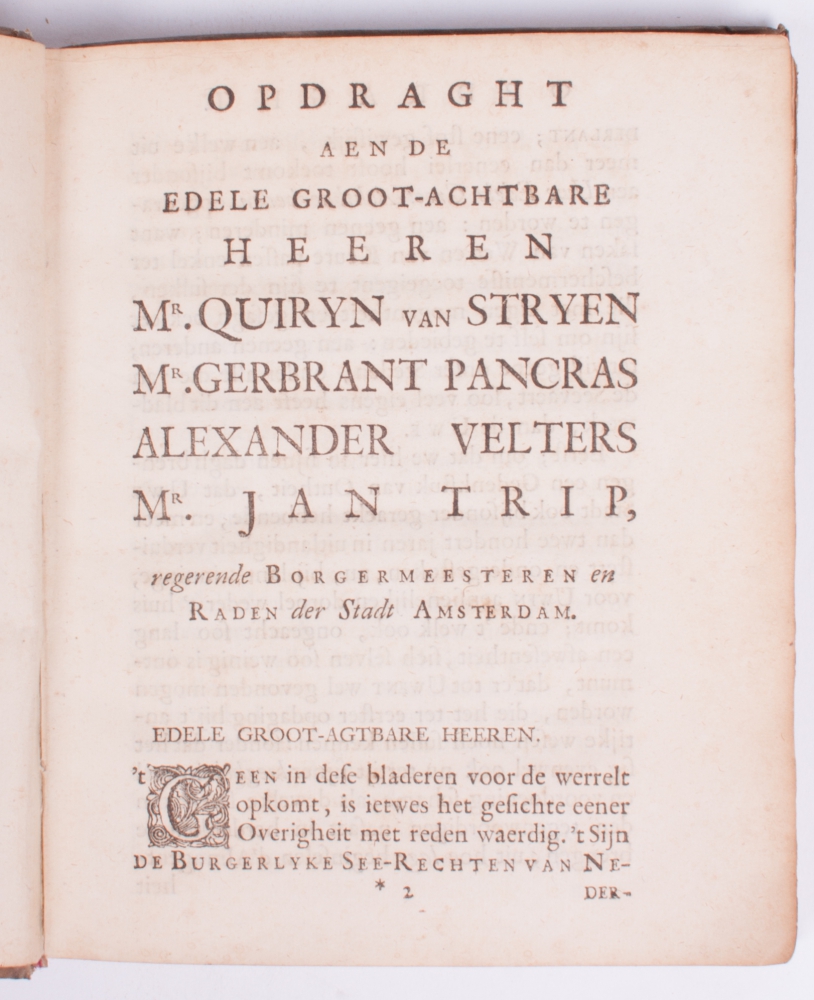 OPDRAGHT
AEN DE
EDELE GROOT-ACHTBARE
HEEREN
Mr. QUIRYN VAN STRYEN
Mr. GERBRANT PANCRAS
ALEXANDER VELTERS
Mr. JAN TRIP,
regerende BORGERMEESTEREN en
RADEN der Stadt AMSTERDAM.
EDELE GROOT-AGTBARE HEEREN.
't GEEN in deſe bladeren voor de werrelt
opkomt, is ietwes het geſichte eener
Overigheit met reden waerdig. 't Sijn
DE BURGERLYKE SEE-RECHTEN VAN NE-
* 2 DER-